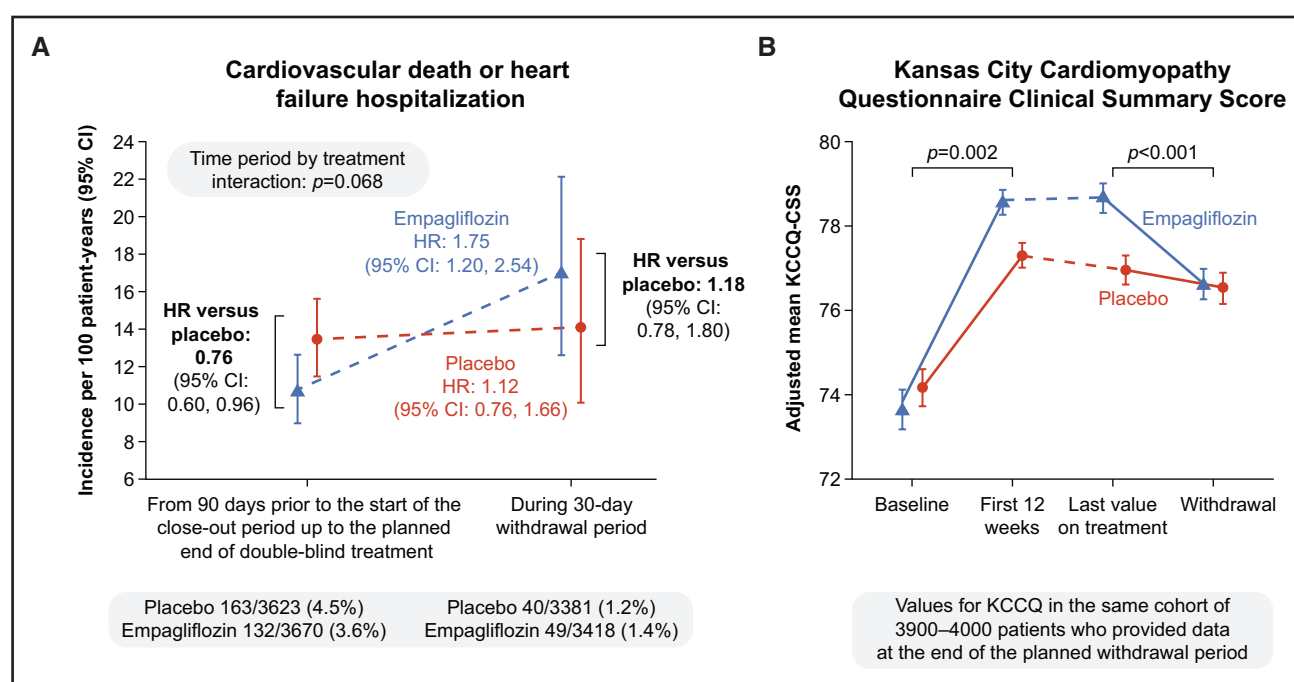 A
Cardiovascular death or heart
failure hospitalization
Incidence per 100 patient-years (95% CI)
24
22
20
18
16
14
12
10
8
6
Time period by treatment
interaction: p=0.068
Empagliflozin
HR: 1.75
(95% CI: 1.20, 2.54)
HR versus
placebo: 1.18
(95% CI:
0.78, 1.80)
HR versus
placebo:
0.76
(95% CI:
0.60, 0.96)
Placebo
HR: 1.12
(95% CI: 0.76, 1.66)
From 90 days prior to the start of the
close-out period up to the planned
end of double-blind treatment
During 30-day
withdrawal period
Placebo 163/3623 (4.5%)
Empagliflozin 132/3670 (3.6%)
Placebo 40/3381 (1.2%)
Empagliflozin 49/3418 (1.4%)
B
Kansas City Cardiomyopathy
Questionnaire Clinical Summary Score
Adjusted mean KCCQ-CSS
80
78
76
74
72
p=0.002
p<0.001
Empagliflozin
Placebo
Baseline
First 12
weeks
Last value
on treatment
Withdrawal
Values for KCCQ in the same cohort of
3900–4000 patients who provided data
at the end of the planned withdrawal period